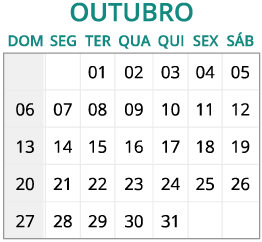 OUTUBRO
DOM SEG TER QUA QUI SEX SÁB
01 02 03 04 05
06 07 08 09 10 11 12
13 14 15 16 17 18 19
20 21 22 23 24 25 26
27 28 29 30 31